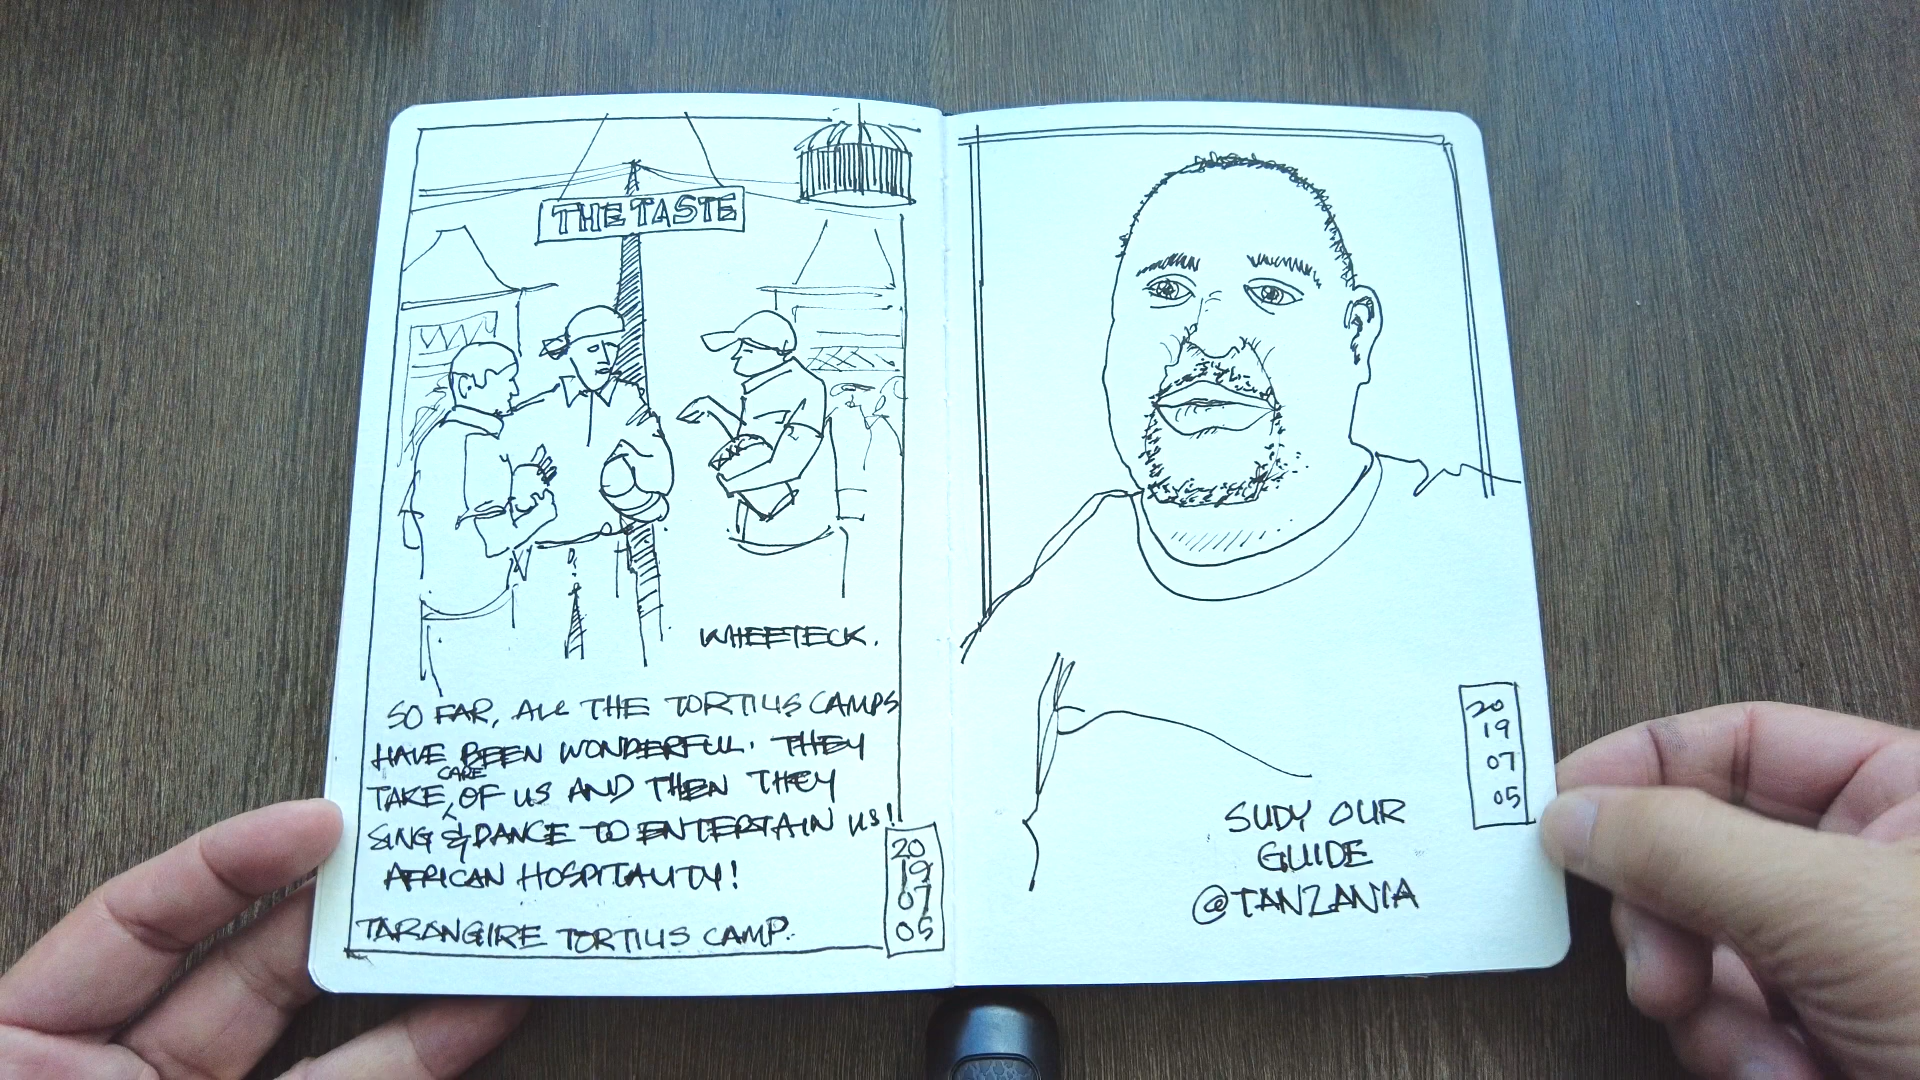 THE TASTE
WHEETECK.
SO FAR, ALL THE TORTILIS CAMPS
HAVE BEEN WONDERFUL. THEY
TAKE CARE OF US AND THEN THEY
SING & DANCE TO ENTERTAIN US!
AFRICAN HOSPITALITY!
TARANGIRE TORTILIS CAMP.
20
19
07
05
20
19
07
05
SUDY OUR
GUIDE
@TANZANIA